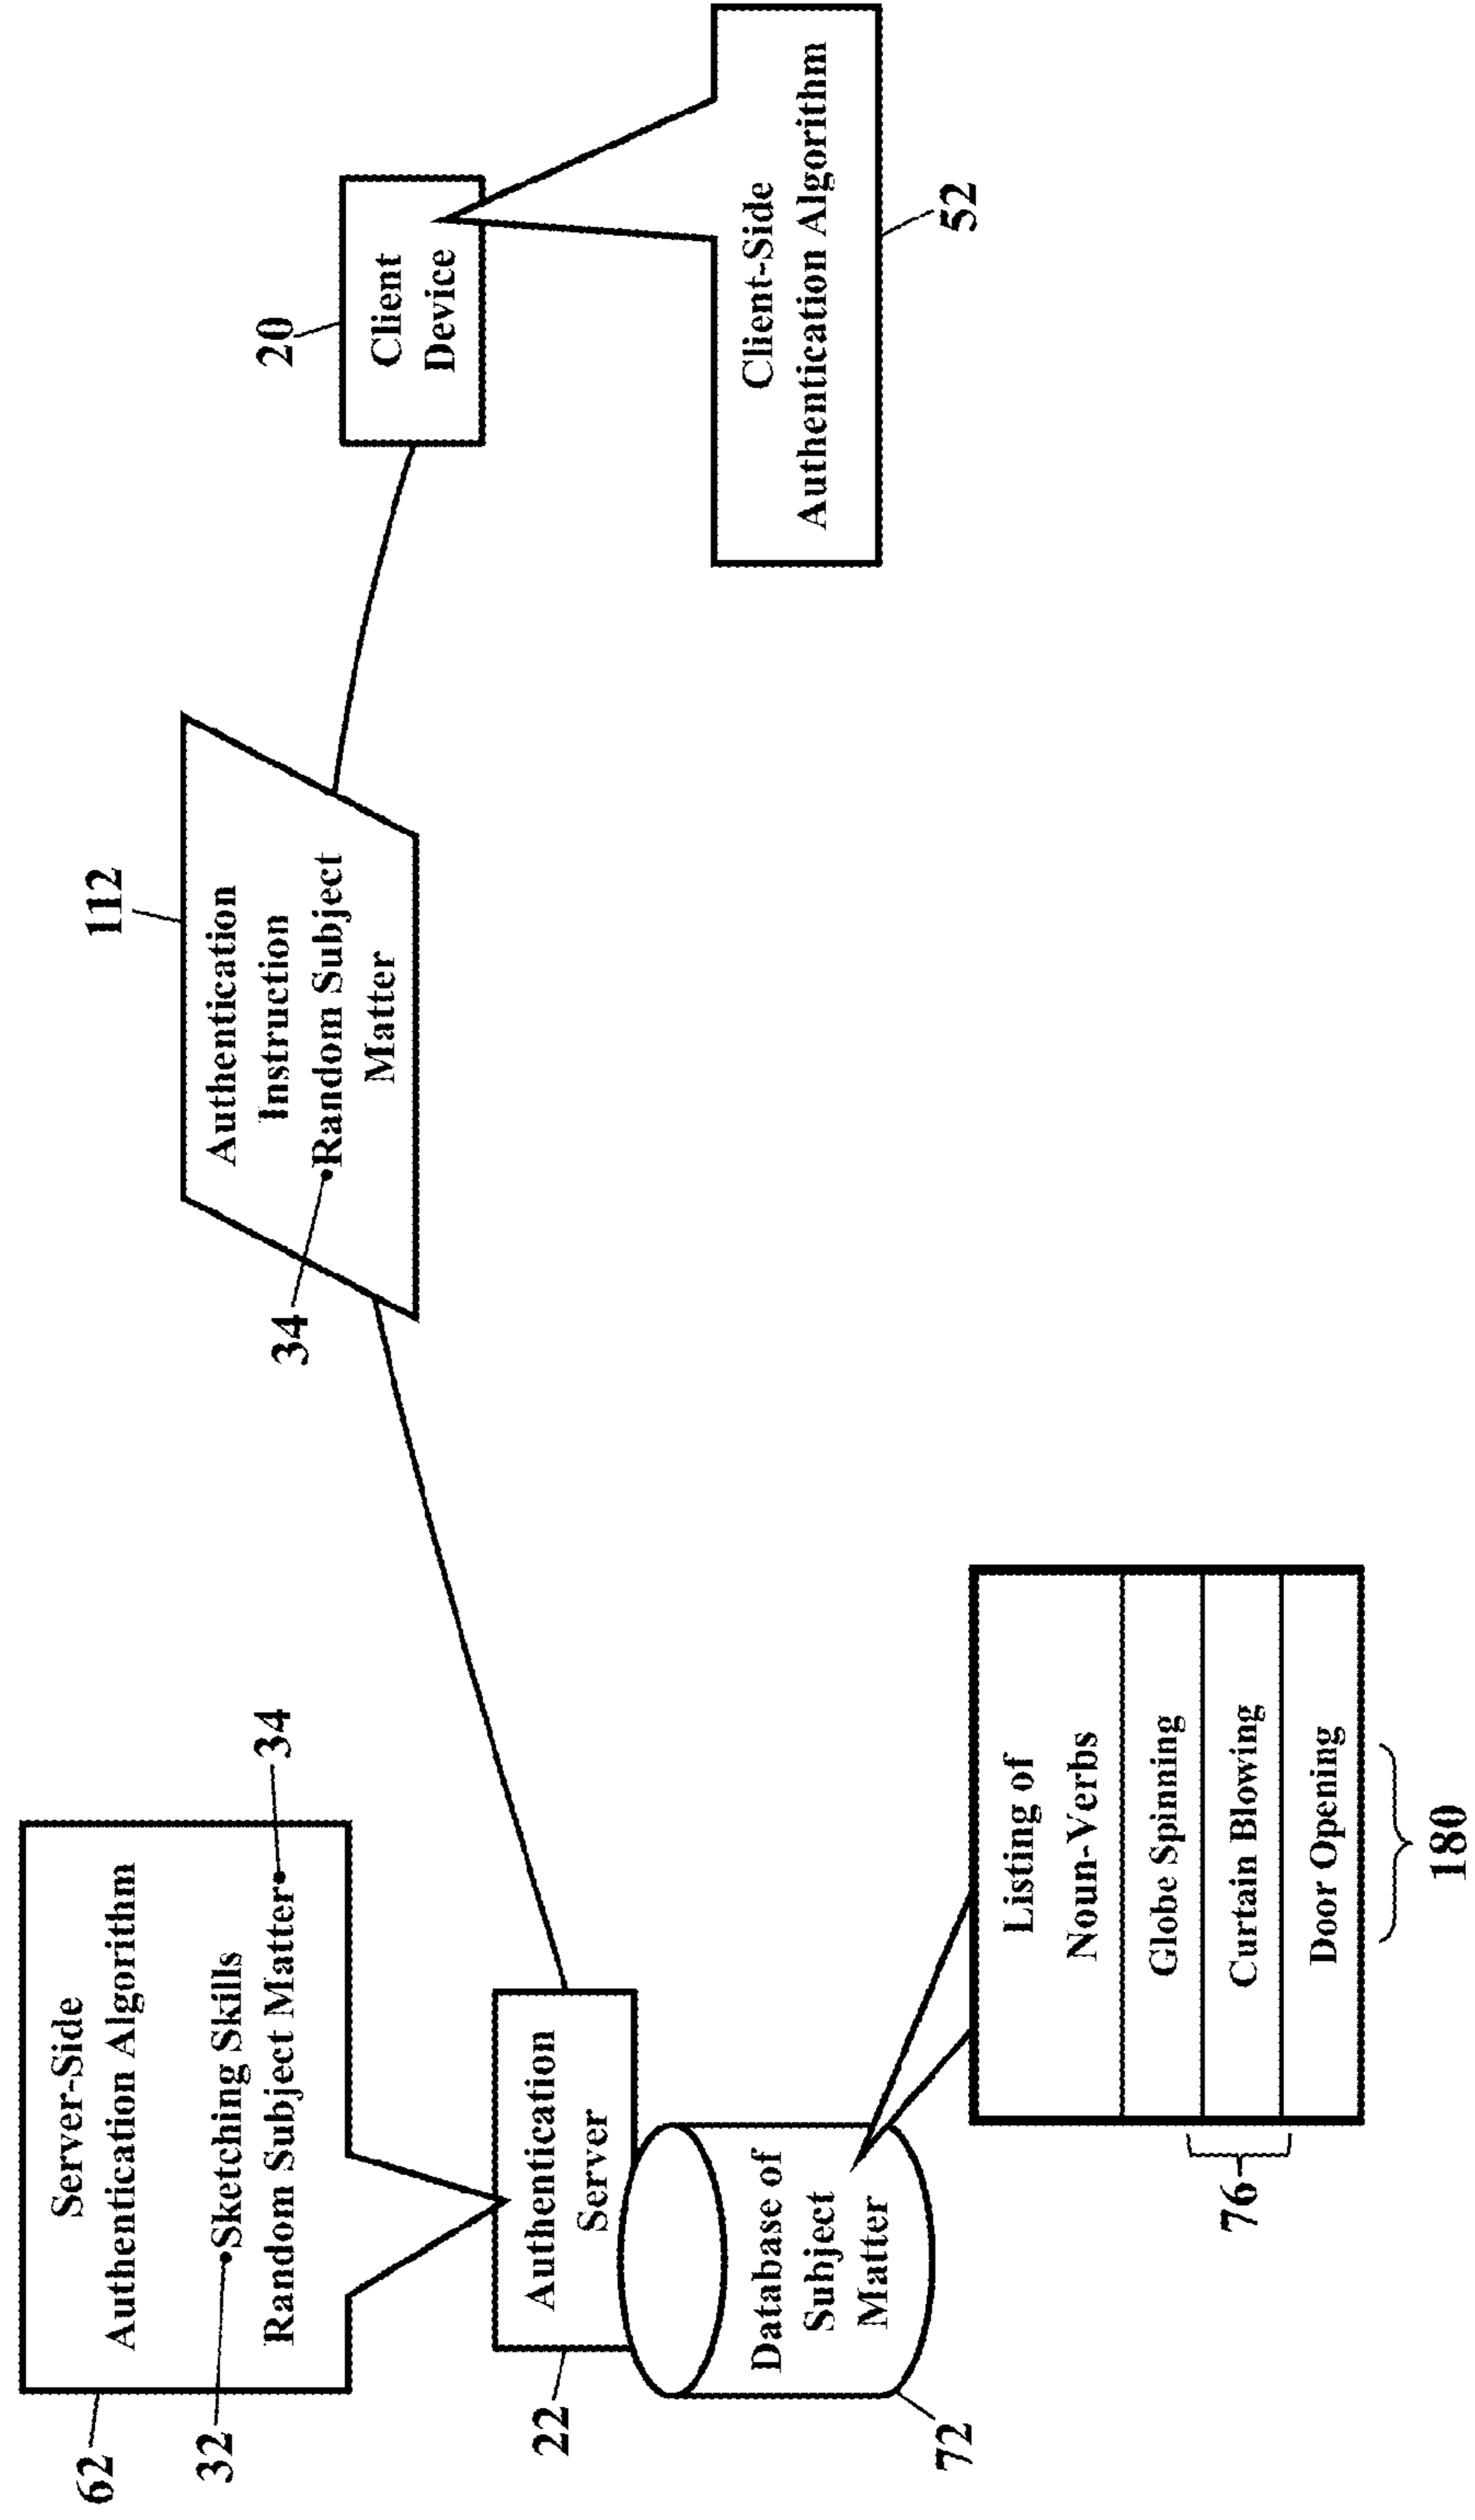 62
Server-Side
Authentication Algorithm
32
Sketching Skills
Random Subject Matter
34
22
Authentication
Server
72
Database of
Subject
Matter
Listing of
Noun-Verbs
Globe Spinning
Curtain Blowing
Door Opening
76
180
112
Authentication
Instruction
Random Subject
Matter
34
20
Client
Device
Client-Side
Authentication Algorithm
52